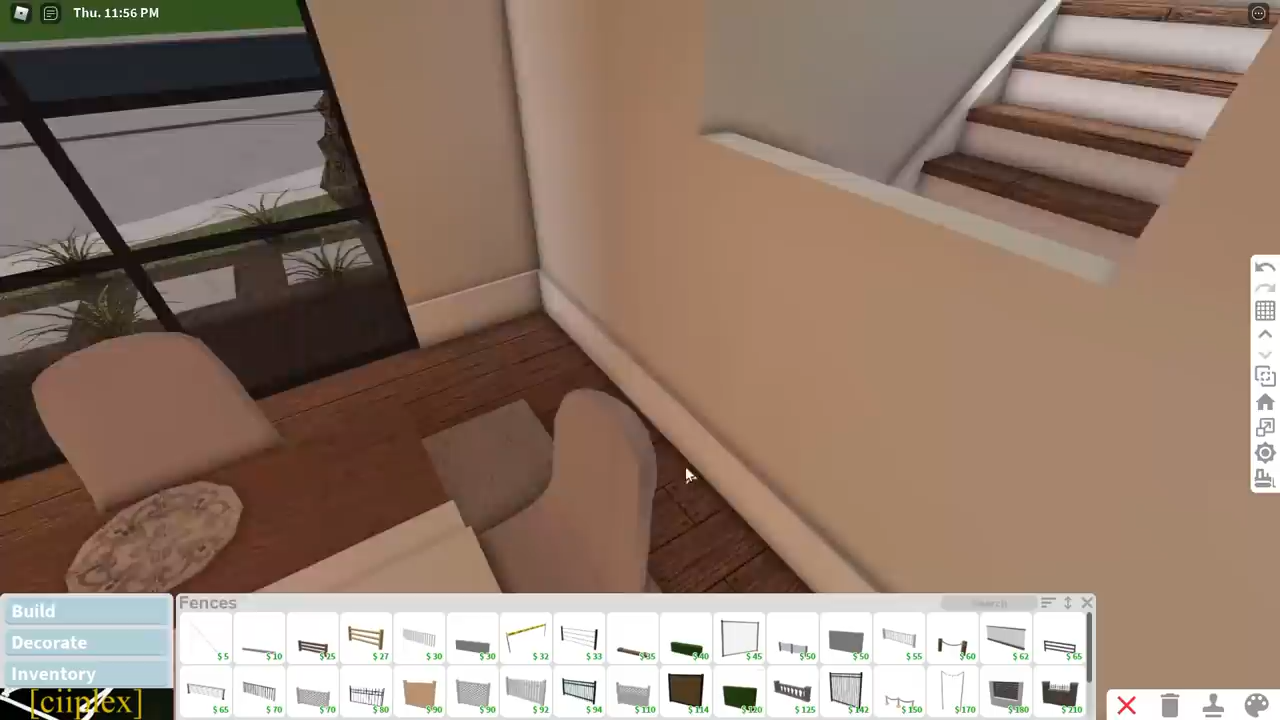 Thu. 11:56 PM
Build
Decorate
Inventory
[ciiplex]
Fences
Search
$5 $10 $25 $27 $30 $30 $32 $33 $35 $40 $45 $50 $50 $55 $60 $62 $65
$65 $70 $70 $80 $90 $90 $92 $94 $110 $114 $120 $125 $142 $150 $170 $180 $210